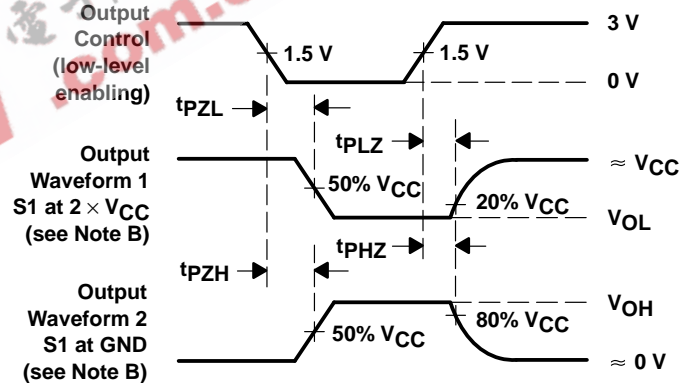 Output
Control
(low-level
enabling)
1.5 V
1.5 V
3 V
0 V
tPZL
tPLZ
Output
Waveform 1
S1 at 2 × VCC
(see Note B)
50% VCC
20% VCC
≈ VCC
VOL
tPZH
tPHZ
Output
Waveform 2
S1 at GND
(see Note B)
50% VCC
80% VCC
VOH
≈ 0 V
.com